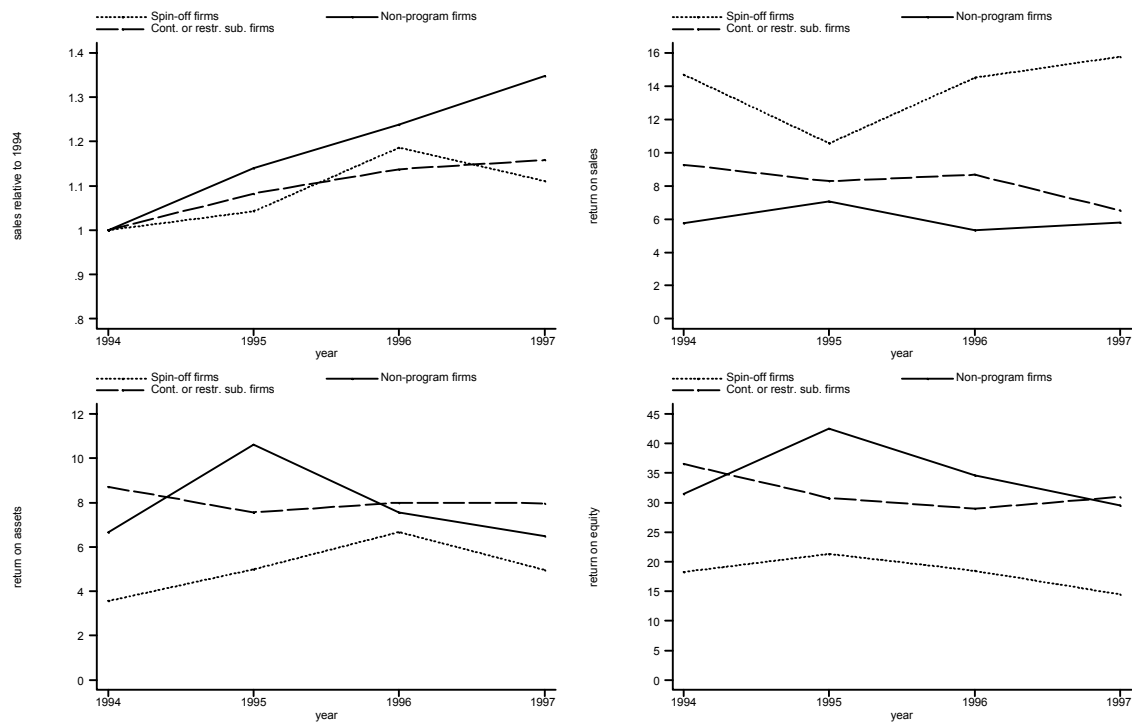 Spin-off firms Non-program firms
Cont. or restr. sub. firms
sales relative to 1994
1.4
1.3
1.2
1.1
1
.9
.8
1994 1995 1996 1997
year
Spin-off firms Non-program firms
Cont. or restr. sub. firms
return on sales
16
14
12
10
8
6
4
2
0
1994 1995 1996 1997
year
Spin-off firms Non-program firms
Cont. or restr. sub. firms
return on assets
12
10
8
6
4
2
0
1994 1995 1996 1997
year
Spin-off firms Non-program firms
Cont. or restr. sub. firms
return on equity
45
40
35
30
25
20
15
10
5
0
1994 1995 1996 1997
year